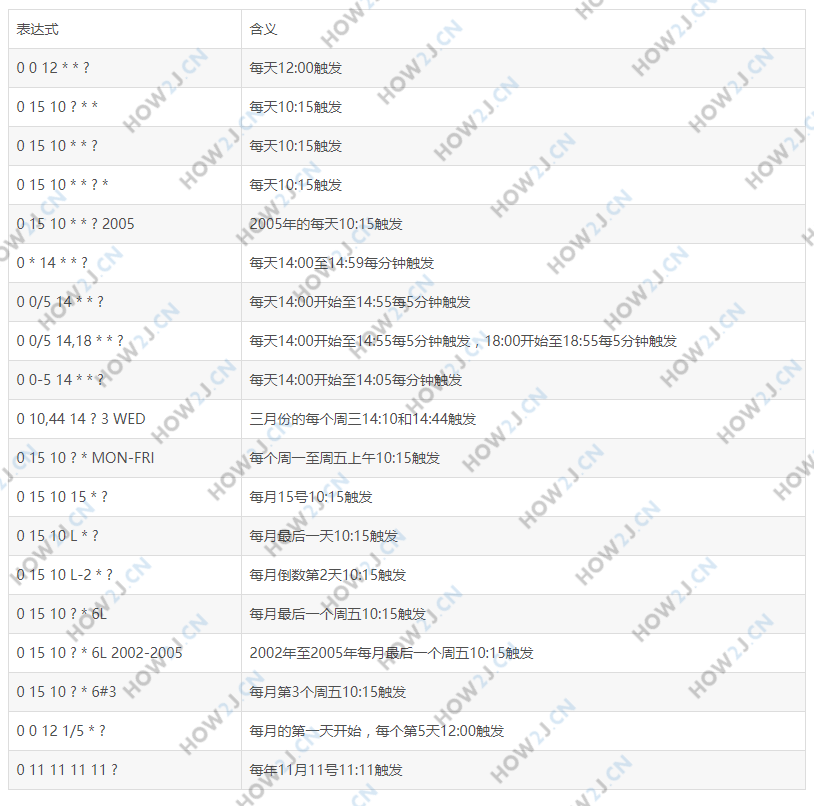 表达式 含义
0 0 12 * * ? 每天12:00触发
0 15 10 ? * * 每天10:15触发
0 15 10 * * ? 每天10:15触发
0 15 10 * * ? * 每天10:15触发
0 15 10 * * ? 2005 2005年的每天10:15触发
0 * 14 * * ? 每天14:00至14:59每分钟触发
0 0/5 14 * * ? 每天14:00开始至14:55每5分钟触发
0 0/5 14,18 * * ? 每天14:00开始至14:55每5分钟触发，18:00开始至18:55每5分钟触发
0 0-5 14 * * ? 每天14:00开始至14:05每分钟触发
0 10,44 14 ? 3 WED 三月份的每个周三14:10和14:44触发
0 15 10 ? * MON-FRI 每个周一至周五上午10:15触发
0 15 10 15 * ? 每月15号10:15触发
0 15 10 L * ? 每月最后一天10:15触发
0 15 10 L-2 * ? 每月倒数第2天10:15触发
0 15 10 ? * 6L 每月最后一个周五10:15触发
0 15 10 ? * 6L 2002-2005 2002年至2005年每月最后一个周五10:15触发
0 15 10 ? * 6#3 每月第3个周五10:15触发
0 0 12 1/5 * ? 每月的第一天开始，每个第5天12:00触发
0 11 11 11 11 ? 每年11月11号11:11触发
HOW2J.CN